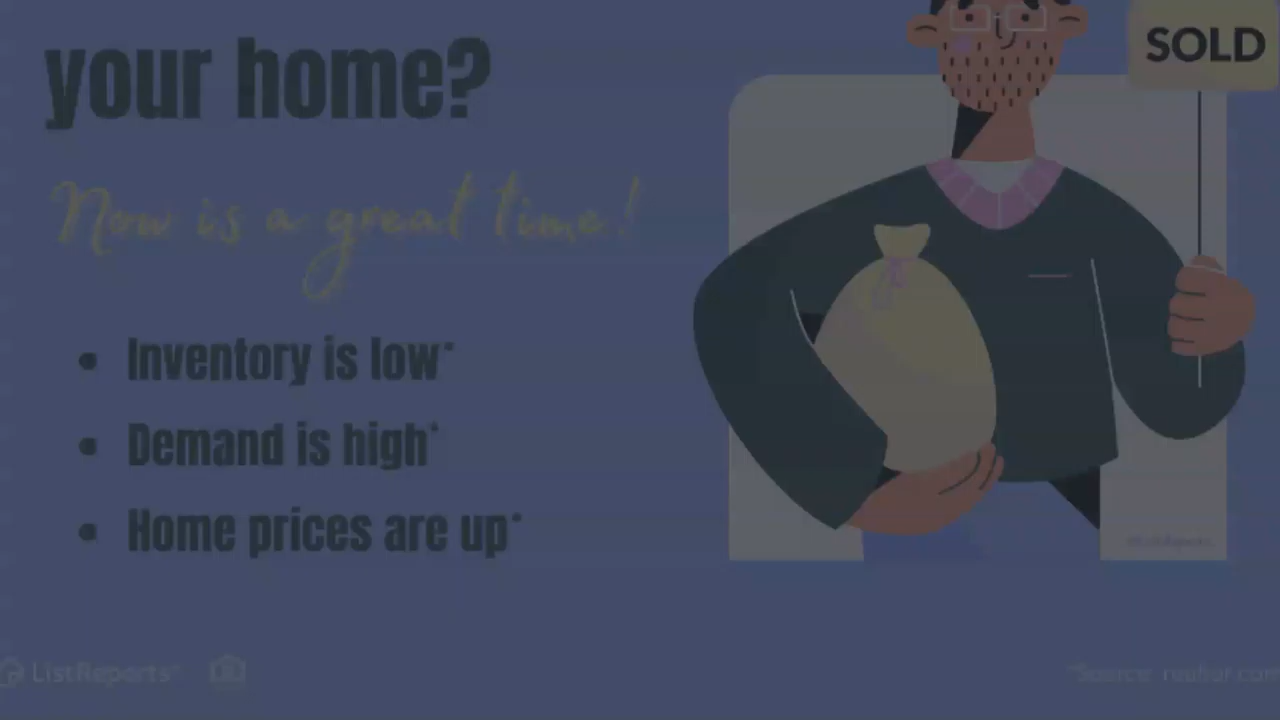 your home?
SOLD
Now is a great time!
• Inventory is low*
• Demand is high*
• Home prices are up*
ListReports
*Source: realtor.com